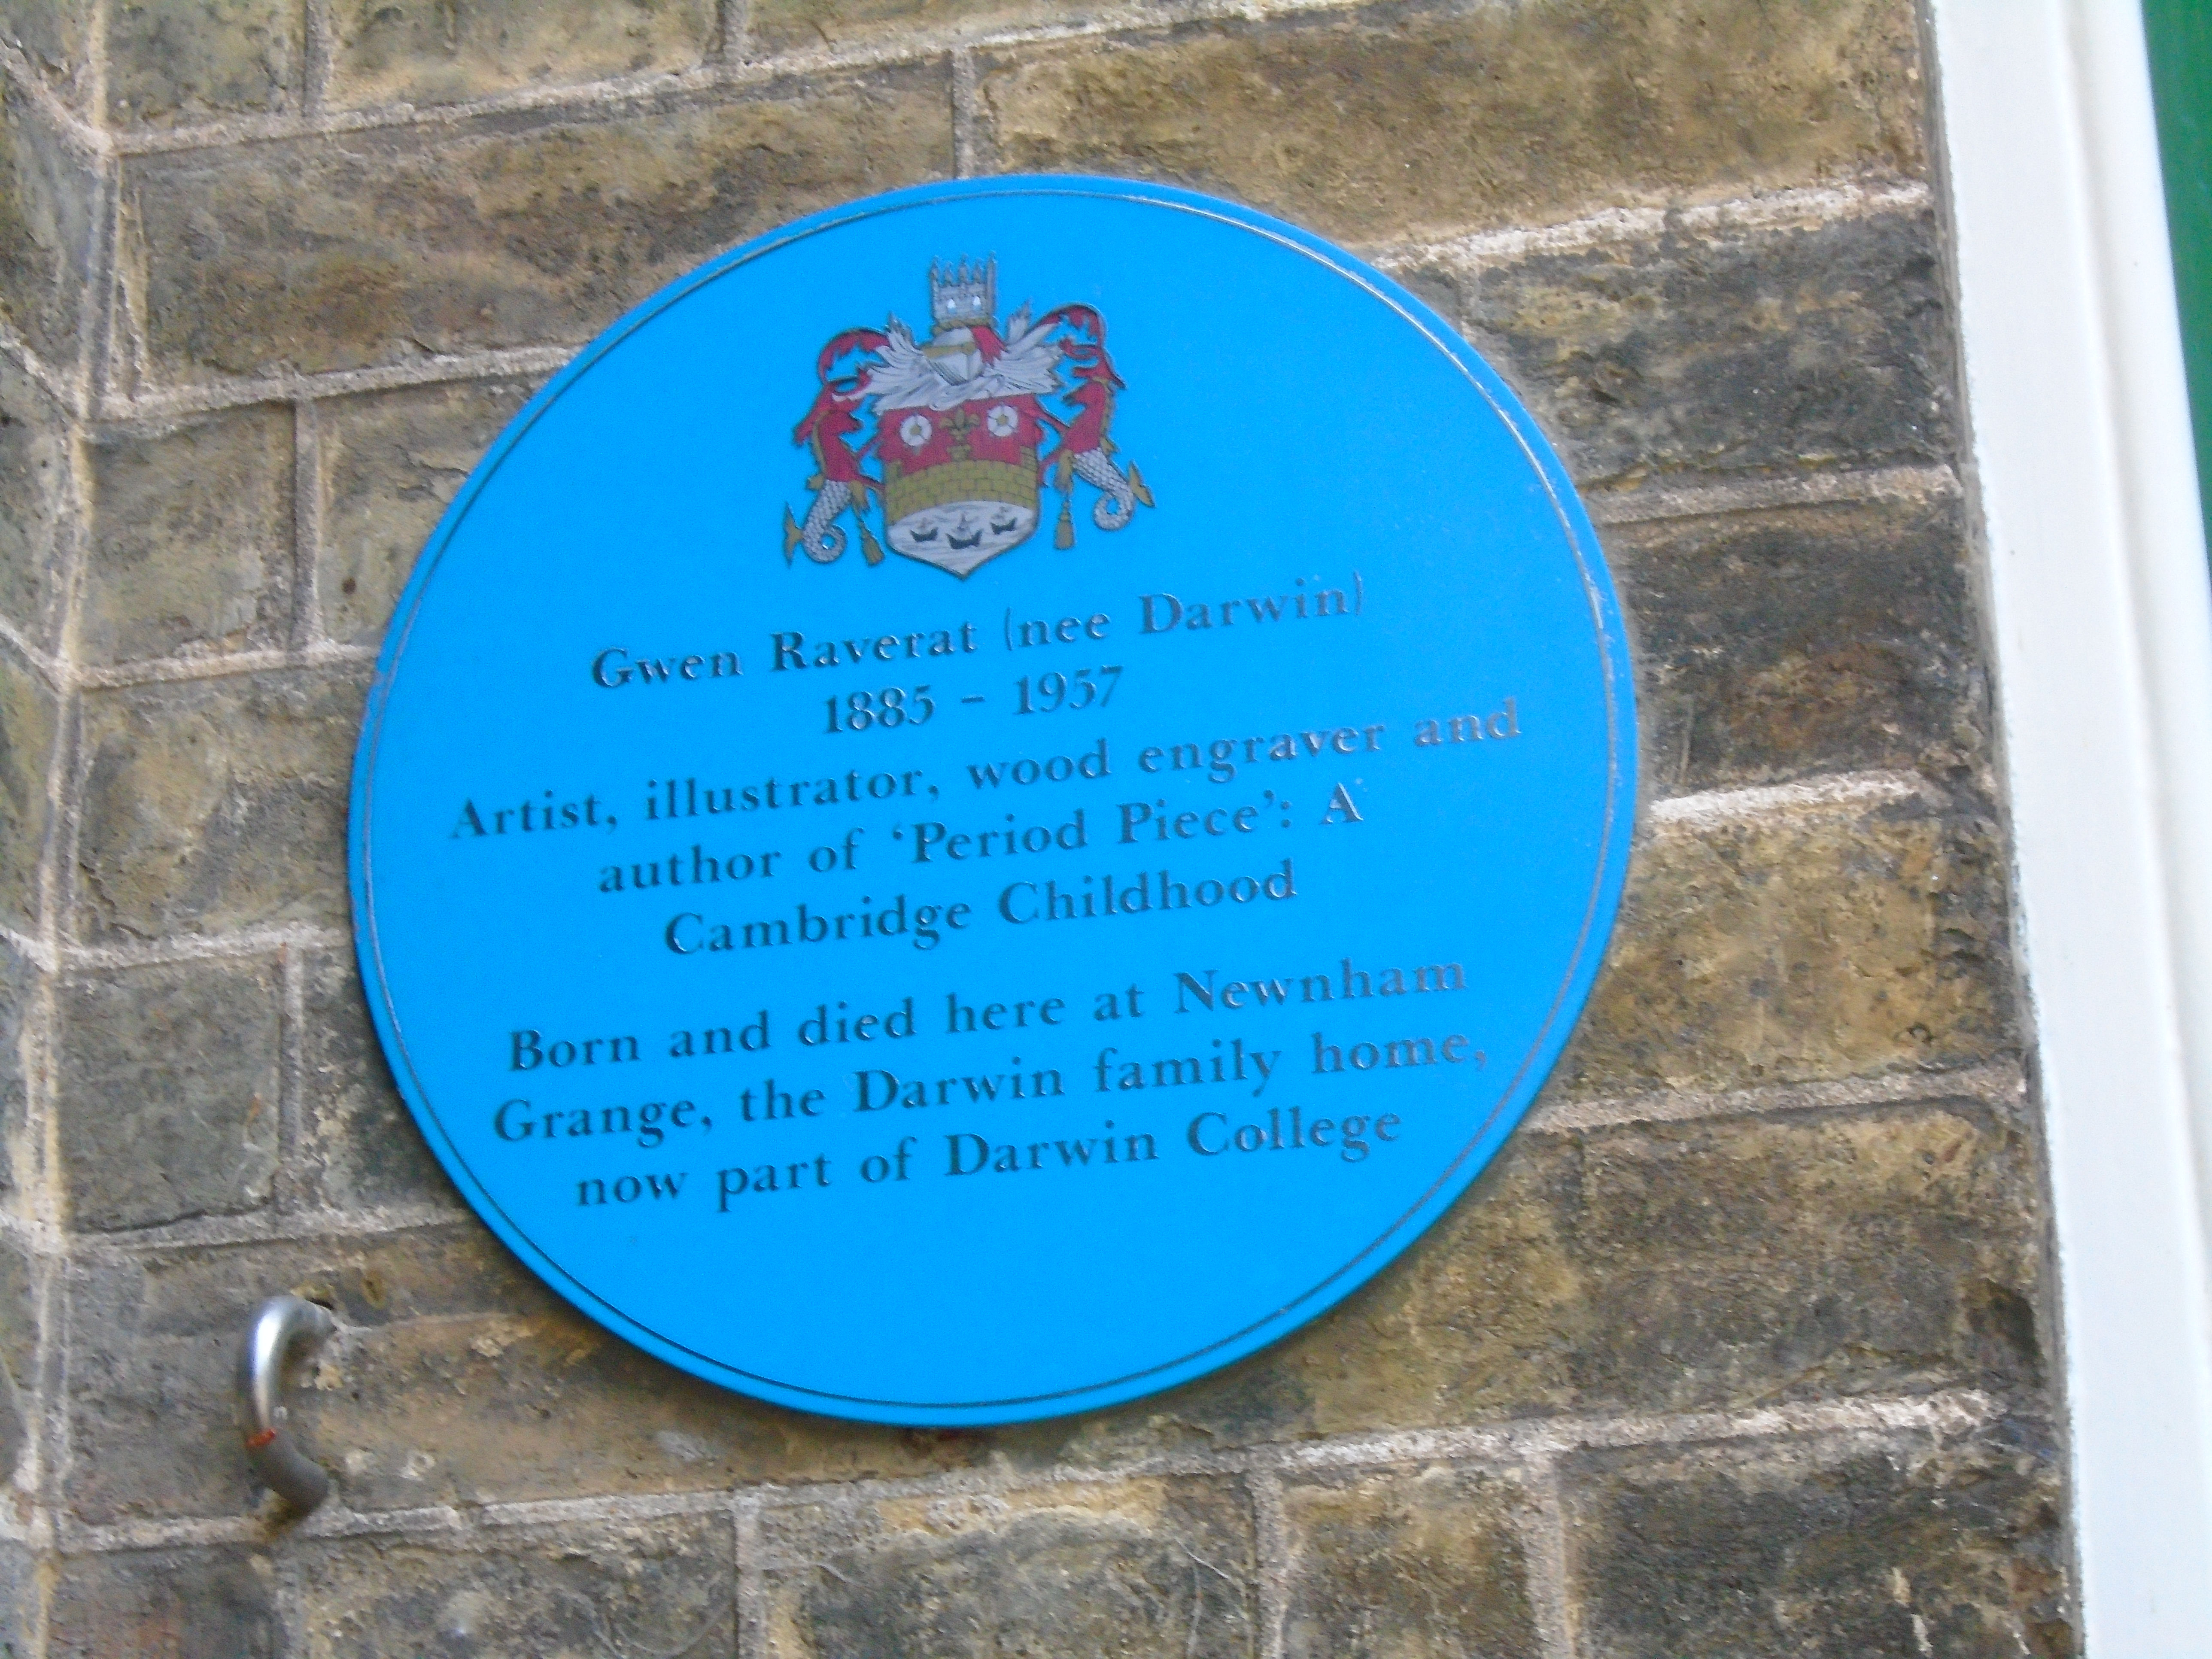 Gwen Raverat (nee Darwin)
1885 - 1957
Artist, illustrator, wood engraver and
author of ‘Period Piece’: A
Cambridge Childhood
Born and died here at Newnham
Grange, the Darwin family home,
now part of Darwin College